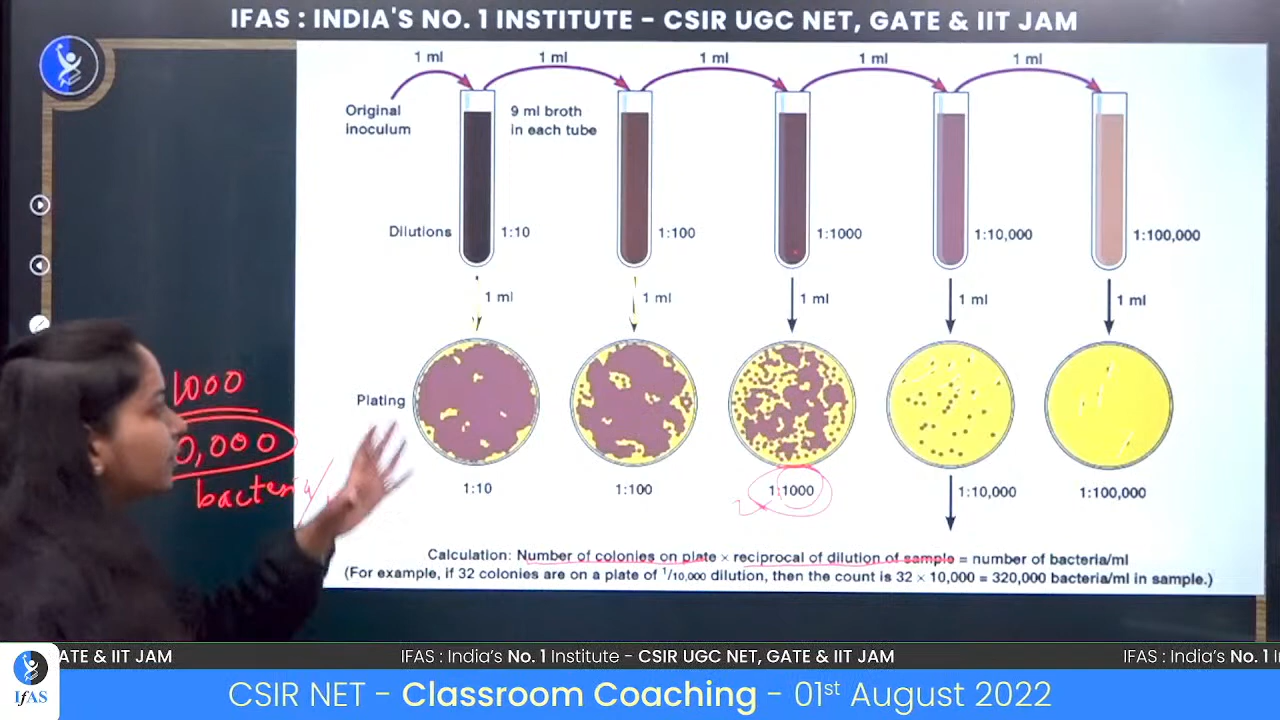 IFAS : INDIA'S NO. 1 INSTITUTE - CSIR UGC NET, GATE & IIT JAM
1 ml 1 ml 1 ml 1 ml 1 ml
Original
inoculum
9 ml broth
in each tube
Dilutions 1:10 1:100 1:1000 1:10,000 1:100,000
1 ml 1 ml 1 ml 1 ml 1 ml
1000
0,000
Plating
1:10 1:100 1:1000 1:10,000 1:100,000
Calculation: Number of colonies on plate × reciprocal of dilution of sample = number of bacteria/ml
(For example, if 32 colonies are on a plate of 1/10,000 dilution, then the count is 32 × 10,000 = 320,000 bacteria/ml in sample.)
ATE & IIT JAM IFAS : India's No. 1 Institute - CSIR UGC NET, GATE & IIT JAM IFAS : India's No. 1 In
IfAS
CSIR NET - Classroom Coaching - 01st August 2022